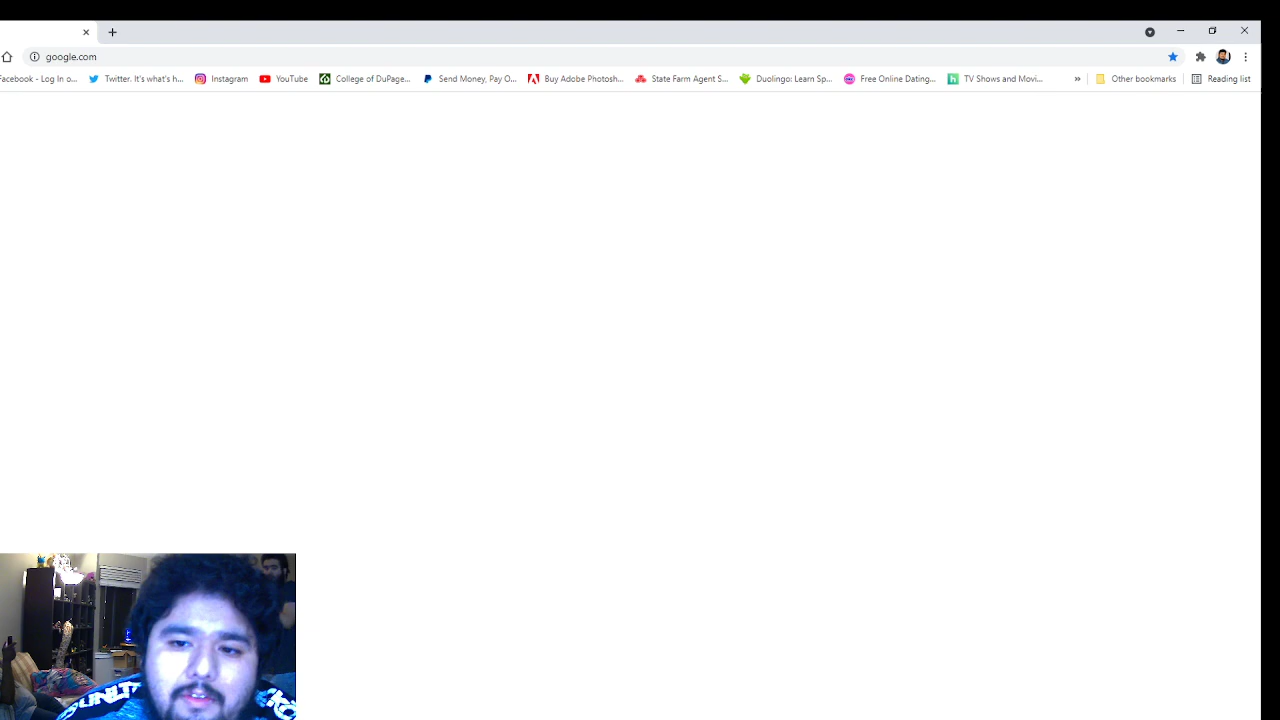 google.com
Facebook - Log In o...
Twitter. It's what's h...
Instagram
YouTube
College of DuPage...
Send Money, Pay O...
Buy Adobe Photosh...
State Farm Agent S...
Duolingo: Learn Sp...
Free Online Dating...
TV Shows and Movi...
Other bookmarks
Reading list